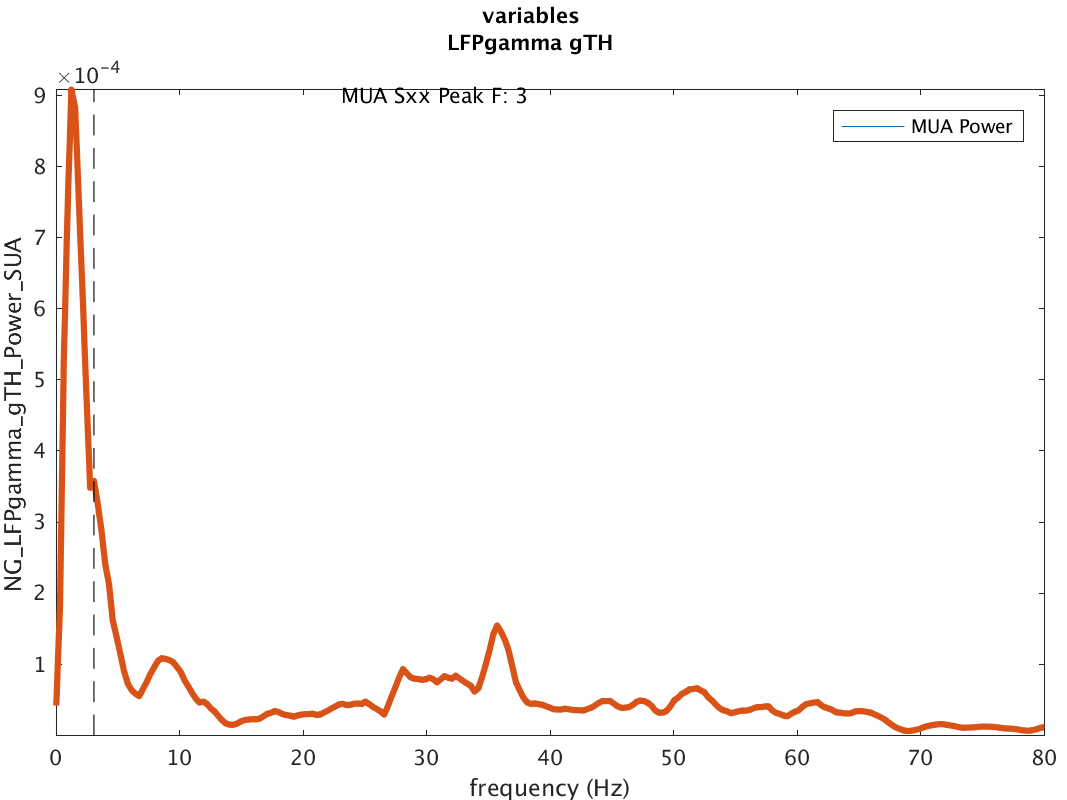 variables
LFPgamma gTH
×10⁻⁴
MUA Sxx Peak F: 3
MUA Power
9
8
7
6
5
4
3
2
1
NG_LFPgamma_gTH_Power_SUA
0 10 20 30 40 50 60 70 80
frequency (Hz)